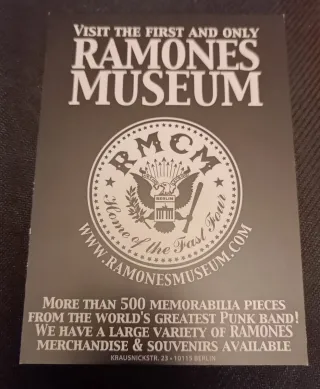 VISIT THE FIRST AND ONLY
RAMONES
MUSEUM
RMCM
BERLIN
Home of the Fast Four
WWW.RAMONESMUSEUM.COM
MORE THAN 500 MEMORABILIA PIECES
FROM THE WORLD'S GREATEST PUNK BAND!
WE HAVE A LARGE VARIETY OF RAMONES
MERCHANDISE & SOUVENIRS AVAILABLE
KRAUSNICKSTR. 23 • 10115 BERLIN